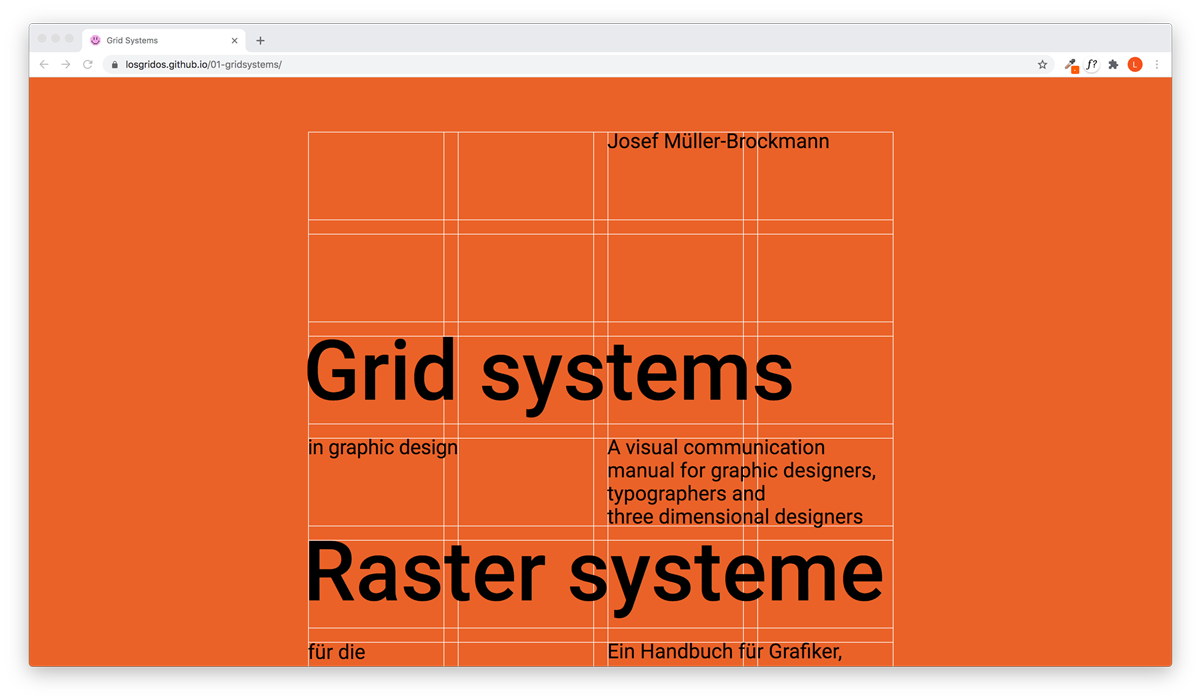 Grid Systems
losgridos.github.io/01-gridsystems/
f?
L
Josef Müller-Brockmann
Grid systems
in graphic design
A visual communication
manual for graphic designers,
typographers and
three dimensional designers
Raster systeme
für die
Ein Handbuch für Grafiker,